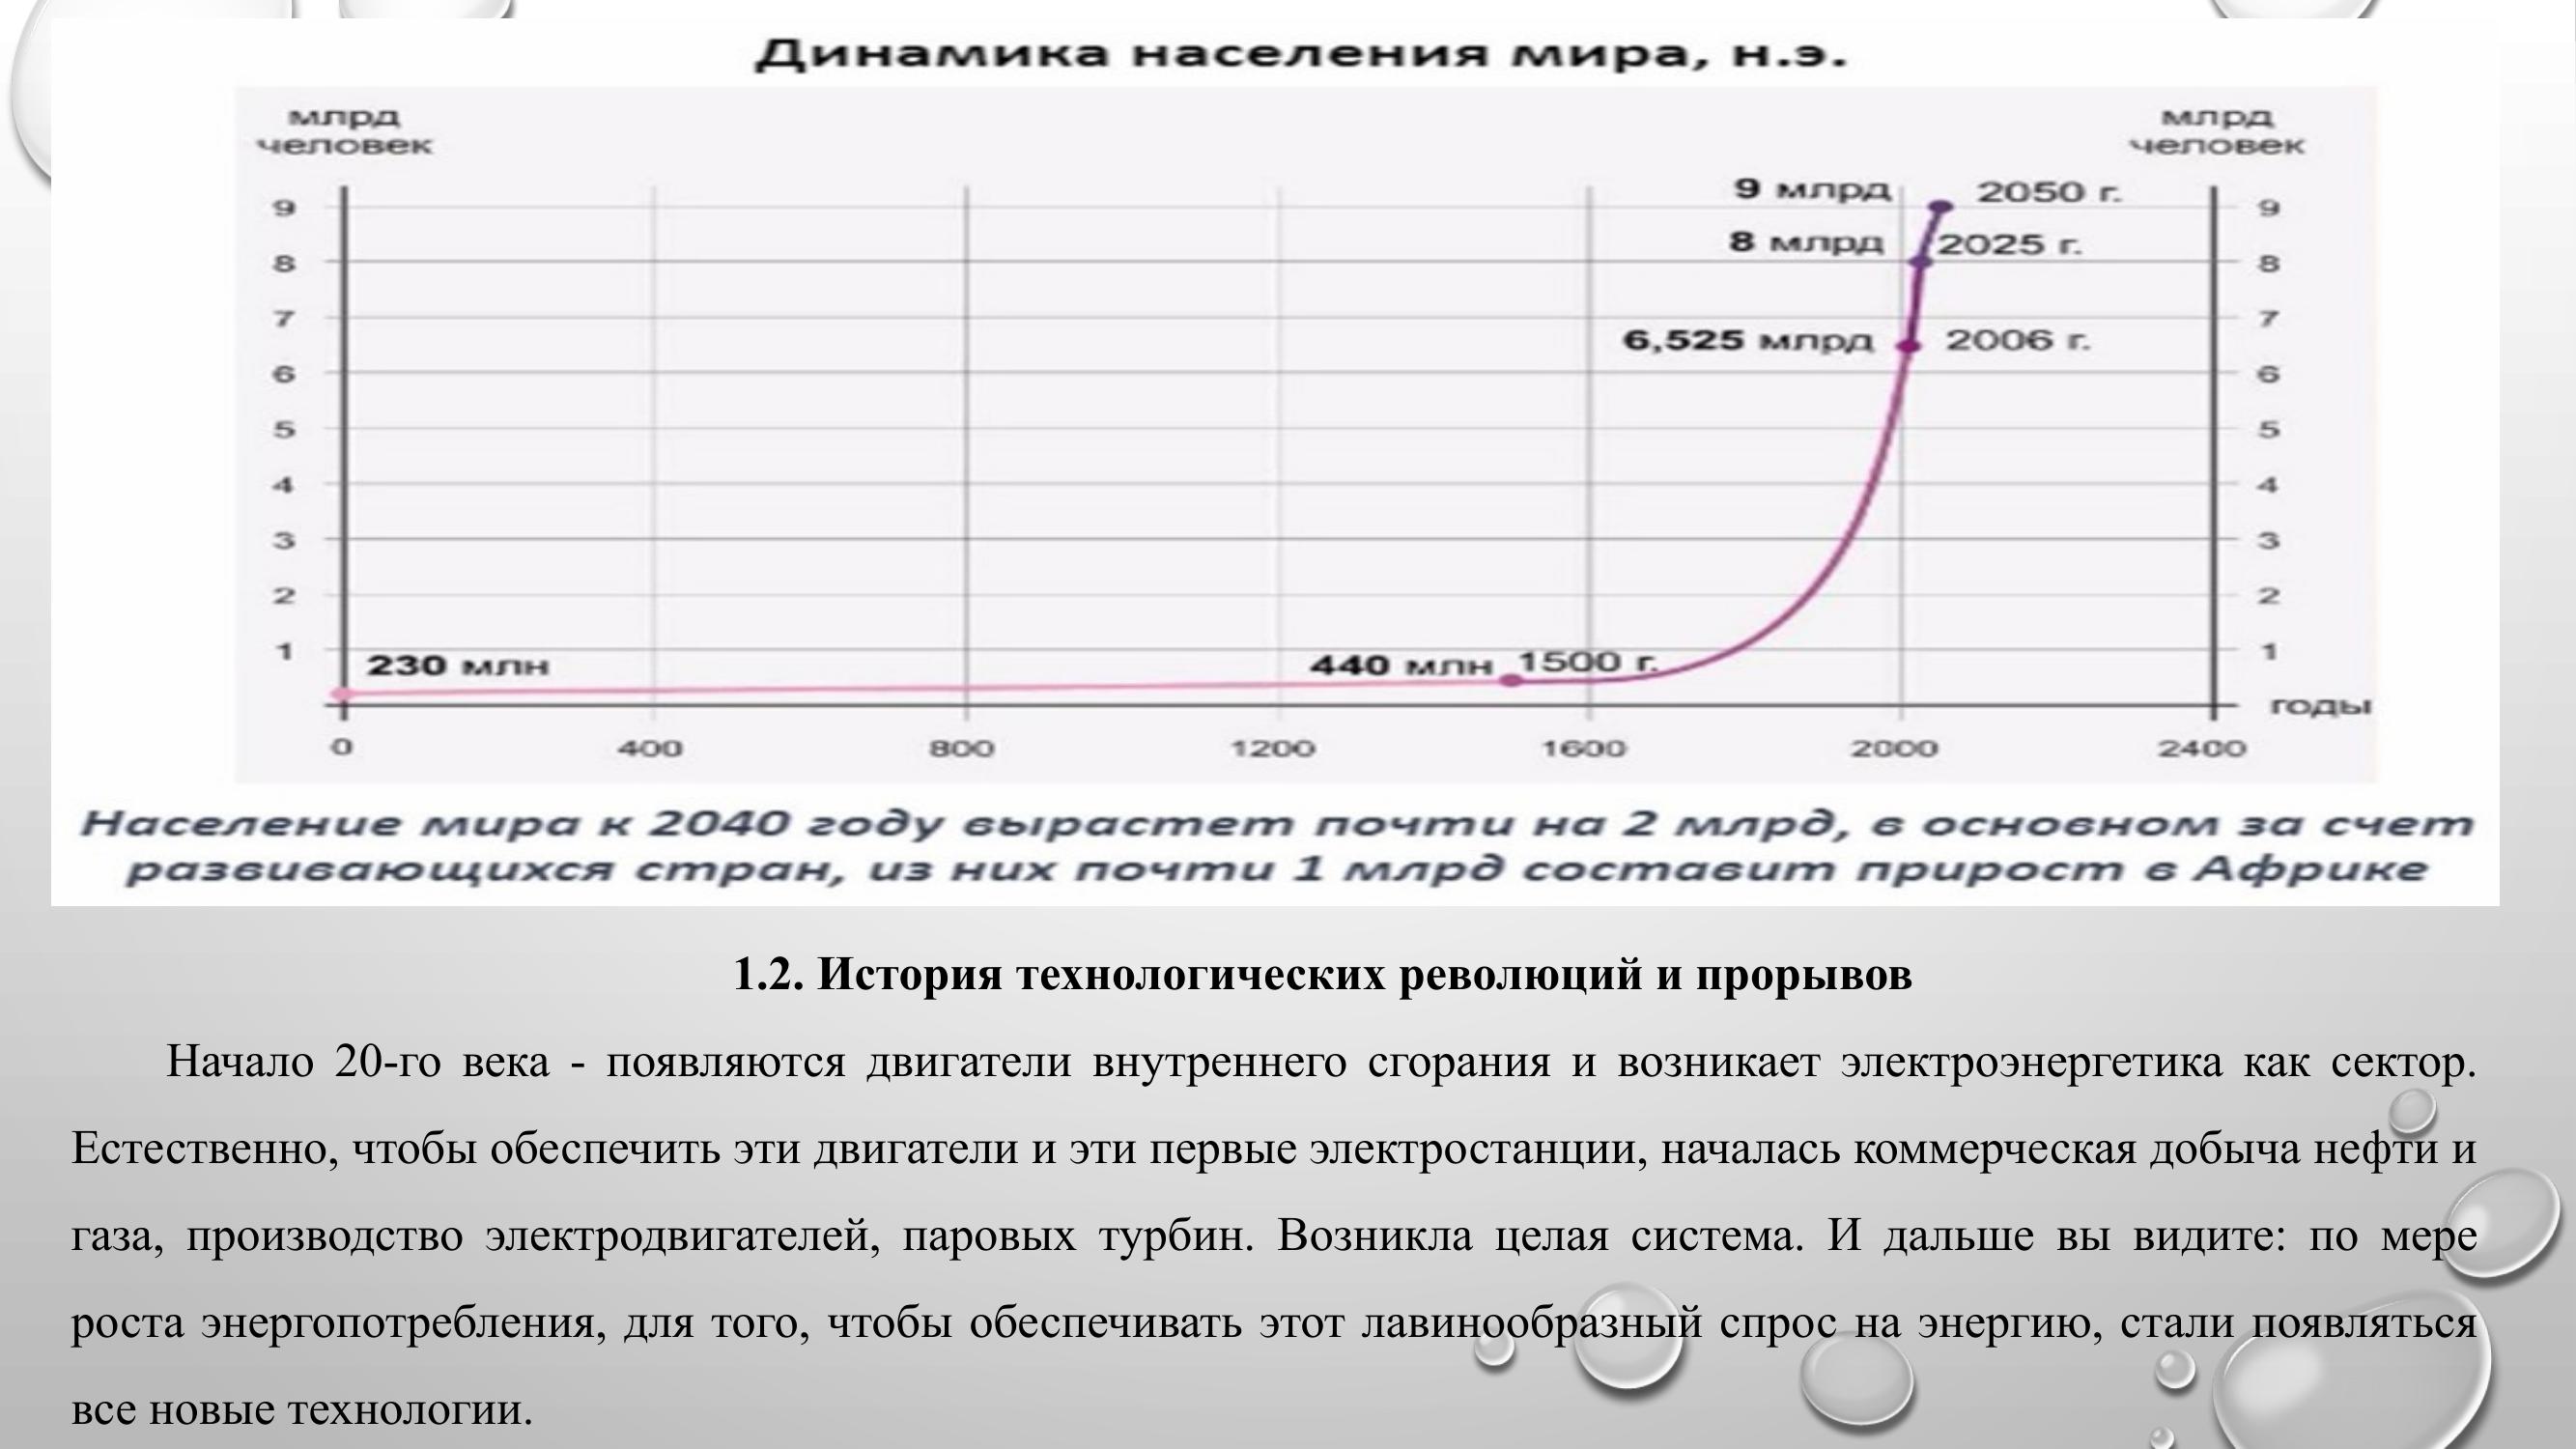 Динамика населения мира, н.э.
млрд
человек
млрд
человек
9 млрд 2050 г.
9 9
8 млрд 2025 г.
8 8
7 7
6,525 млрд 2006 г.
6 6
5 5
4 4
3 3
2 2
1 1
230 млн 440 млн 1500 г.
годы
0 400 800 1200 1600 2000 2400
Население мира к 2040 году вырастет почти на 2 млрд, в основном за счет
развивающихся стран, из них почти 1 млрд составит прирост в Африке
1.2. История технологических революций и прорывов
Начало 20-го века - появляются двигатели внутреннего сгорания и возникает электроэнергетика как сектор.
Естественно, чтобы обеспечить эти двигатели и эти первые электростанции, началась коммерческая добыча нефти и
газа, производство электродвигателей, паровых турбин. Возникла целая система. И дальше вы видите: по мере
роста энергопотребления, для того, чтобы обеспечивать этот лавинообразный спрос на энергию, стали появляться
все новые технологии.